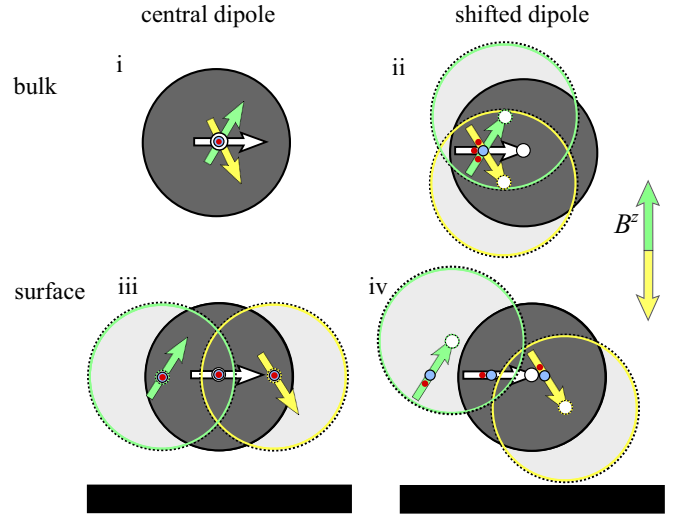 central dipole
shifted dipole
bulk
i
ii
B^z
surface
iii
iv